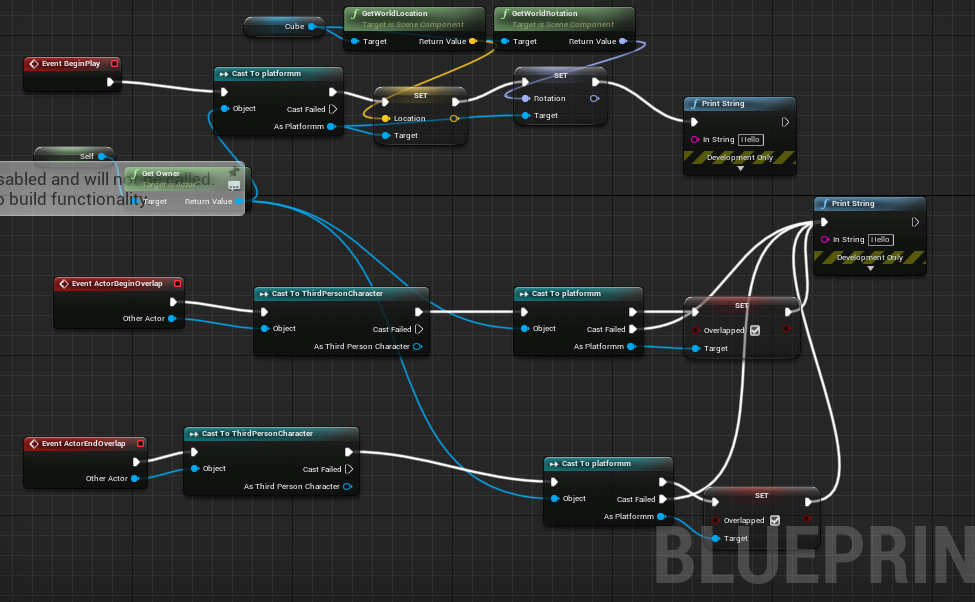 Cube
GetWorldLocation
Target is Scene Component
Target
Return Value
GetWorldRotation
Target is Scene Component
Target
Return Value
Event BeginPlay
Cast To platformm
Object
Cast Failed
As Platformm
SET
Location
Target
SET
Rotation
Target
Print String
In String
Hello
Development Only
Self
sabled and will not be called.
o build functionality
Get Owner
Target is Actor
Target
Return Value
Print String
In String
Hello
Development Only
Event ActorBeginOverlap
Other Actor
Cast To ThirdPersonCharacter
Object
Cast Failed
As Third Person Character
Cast To platformm
Object
Cast Failed
As Platformm
SET
Overlapped
Target
Event ActorEndOverlap
Other Actor
Cast To ThirdPersonCharacter
Object
Cast Failed
As Third Person Character
Cast To platformm
Object
Cast Failed
As Platformm
SET
Overlapped
Target
BLUEPRIN